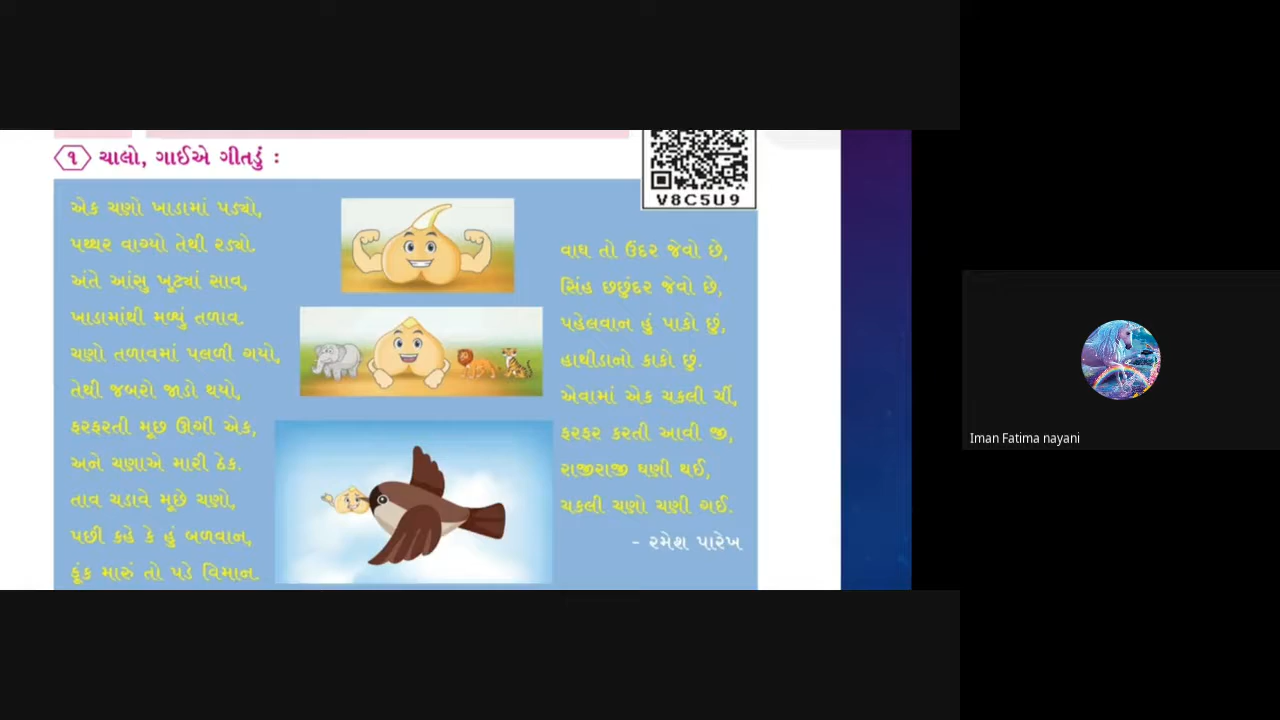 ૧ ચાલો, ગાઈએ ગીતડું :
V8C5U9
એક ચણો ખાડામાં પડ્યો,
પથ્થર વાગ્યો તેથી રડ્યો.
અંતે આંસુ ખૂટ્યાં સાવ,
ખાડામાંથી મળ્યું તળાવ.
ચણો તળાવમાં પલળી ગયો,
તેથી જબરો જાડો થયો,
ફરફરતી મૂછ ઊગી એક,
અને ચણાએ મારી ઠેક.
તાવ ચડાવે મૂછે ચણો,
પછી કહે કે હું બળવાન,
ફૂંક મારું તો પડે વિમાન.
વાઘ તો ઉંદર જેવો છે,
સિંહ છછુંદર જેવો છે,
પહેલવાન હું પાકો છું,
હાથીડાનો કાકો છું.
એવામાં એક ચકલી ચીં,
ફરફર કરતી આવી જી,
રાજીરાજી ઘણી થઈ,
ચકલી ચણો ચણી ગઈ.
- રમેશ પારેખ
Iman Fatima nayani